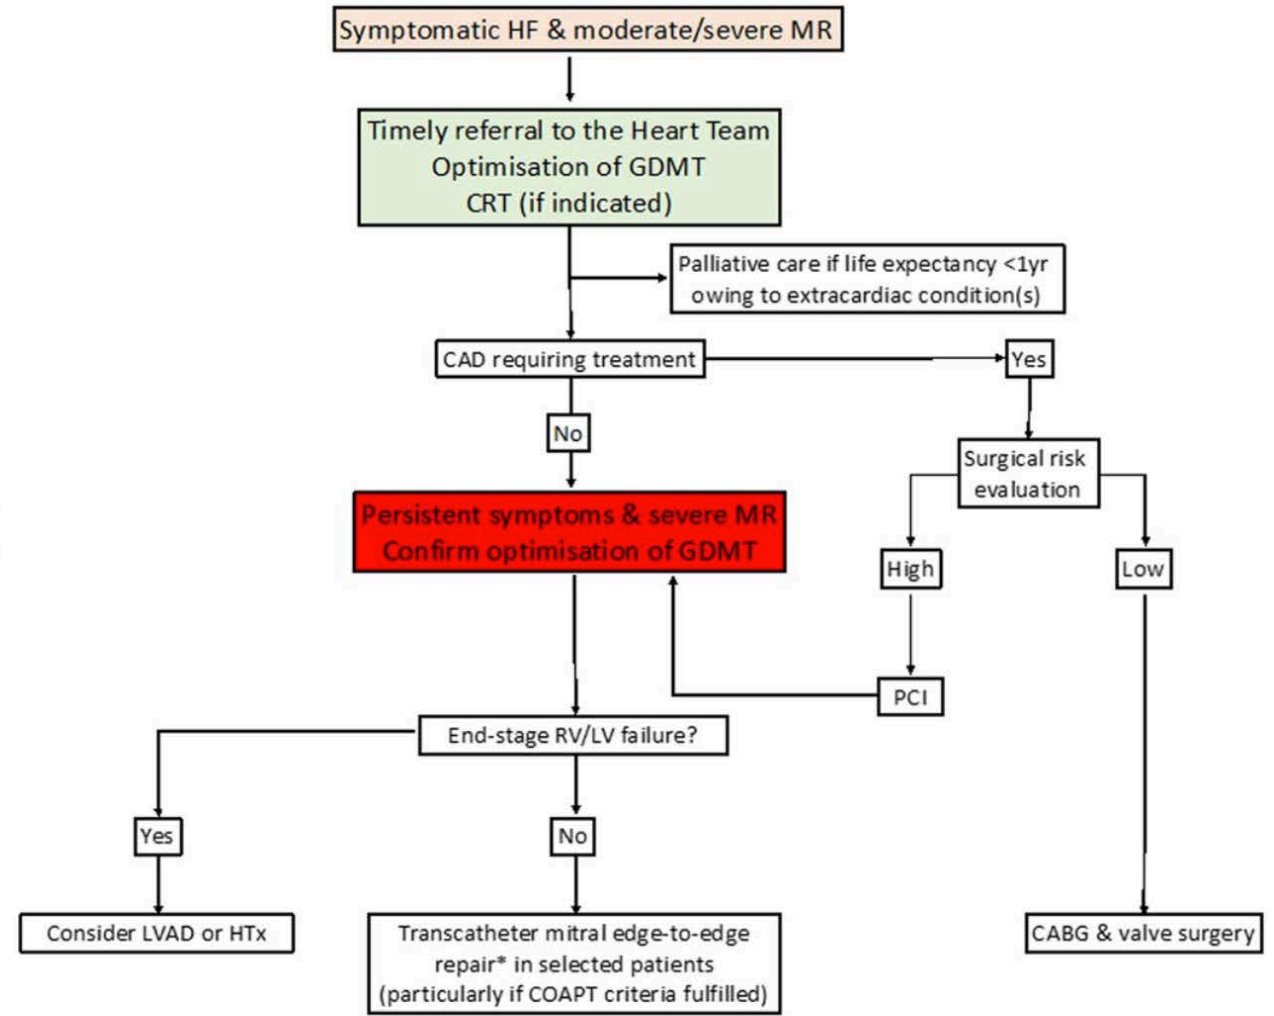 Symptomatic HF & moderate/severe MR
Timely referral to the Heart Team
Optimisation of GDMT
CRT (if indicated)
Palliative care if life expectancy <1yr
owing to extracardiac condition(s)
CAD requiring treatment
Yes
No
Surgical risk
evaluation
Persistent symptoms & severe MR
Confirm optimisation of GDMT
High
Low
PCI
End-stage RV/LV failure?
Yes
No
Consider LVAD or HTx
Transcatheter mitral edge-to-edge
repair* in selected patients
(particularly if COAPT criteria fulfilled)
CABG & valve surgery